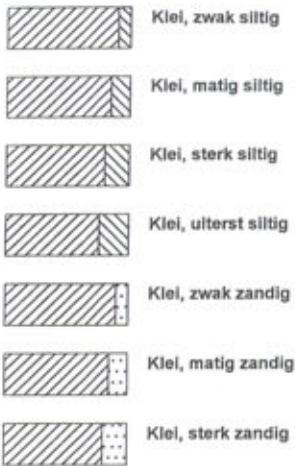 Klei, zwak siltig
Klei, matig siltig
Klei, sterk siltig
Klei, uiterst siltig
Klei, zwak zandig
Klei, matig zandig
Klei, sterk zandig